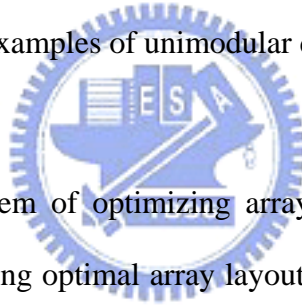 xamples of unimodular
E S
A
em of optimizing array
ng optimal array layout